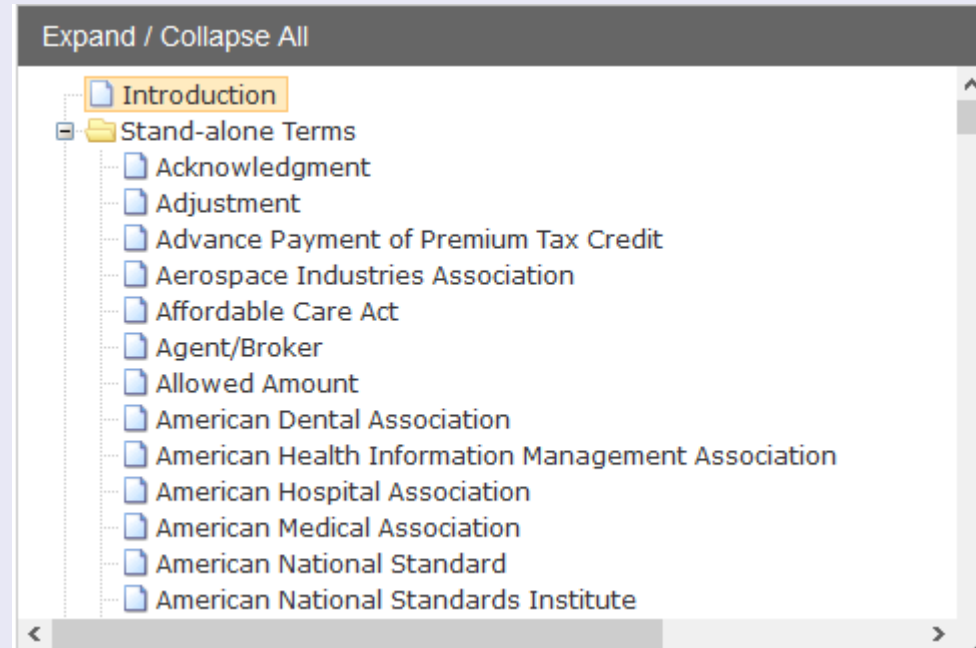 Expand / Collapse All
Introduction
Stand-alone Terms
Acknowledgment
Adjustment
Advance Payment of Premium Tax Credit
Aerospace Industries Association
Affordable Care Act
Agent/Broker
Allowed Amount
American Dental Association
American Health Information Management Association
American Hospital Association
American Medical Association
American National Standard
American National Standards Institute